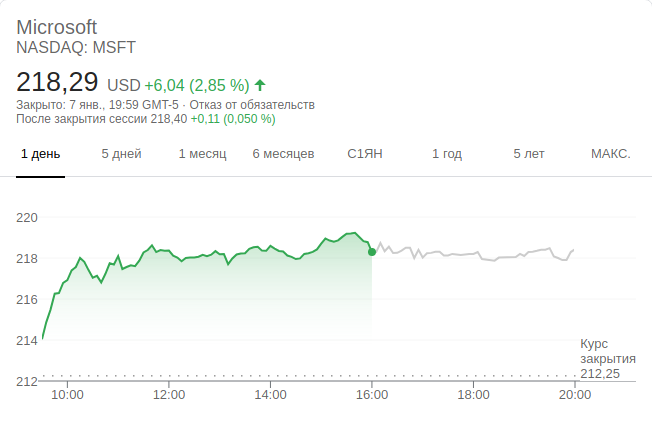 Microsoft
NASDAQ: MSFT
218,29 USD +6,04 (2,85 %)
Закрыто: 7 янв., 19:59 GMT-5 · Отказ от обязательств
После закрытия сессии 218,40 +0,11 (0,050 %)
1 день 5 дней 1 месяц 6 месяцев С1ЯН 1 год 5 лет МАКС.
220
218
216
214
212
Курс
закрытия
212,25
10:00 12:00 14:00 16:00 18:00 20:00